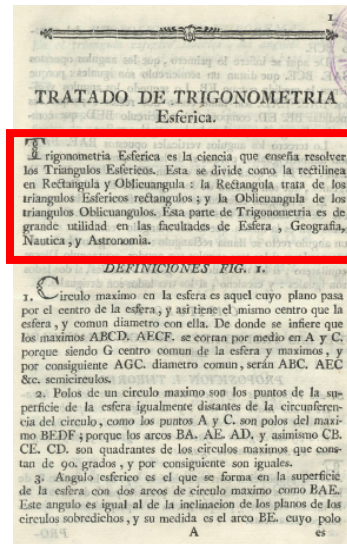 I
TRATADO DE TRIGONOMETRIA
Esferica.
Trigonometria Esferica es la ciencia que enseña resolver
los Triangulos Esfericos. Esta se divide como la rectilinea
en Rectangula y Oblicuangula : la Rectangula trata de los
triangulos Esfericos rectangulos ; y la Oblicuangula de los
triangulos Oblicuangulos. Esta parte de Trigonometria es de
grande utilidad en las facultades de Esfera , Geografia,
Nautica , y Astronomia.
DEFINICIONES FIG. 1.
1. Circulo maximo en la esfera es aquel cuyo plano pasa
por el centro de la esfera , y asi tiene el mismo centro que la
esfera , y comun diametro con ella. De donde se infiere que
los maximos ABCD. AECF. se cortan por medio en A y C.
porque siendo G centro comun de la esfera y maximos , y
por consiguiente AGC. diametro comun , serán ABC. AEC
&c. semicirculos.
2. Polos de un circulo maximo son los puntos de la su-
perficie de la esfera igualmente distantes de la circunferen-
cia del circulo , como los puntos A y C. son polos del maxi-
mo BEDF ; porque los arcos BA. AE. AD. y asimismo CB.
CE. CD. son quadrantes de los circulos maximos que cons-
tan de 90. grados , y por consiguiente son iguales.
3. Angulo esferico es el que se forma en la superficie
de la esfera con dos arcos de circulo maximo como BAE.
Este angulo es igual al de la inclinacion de los planos de los
circulos sobredichos , y su medida es el arco BE. cuyo polo
A
es